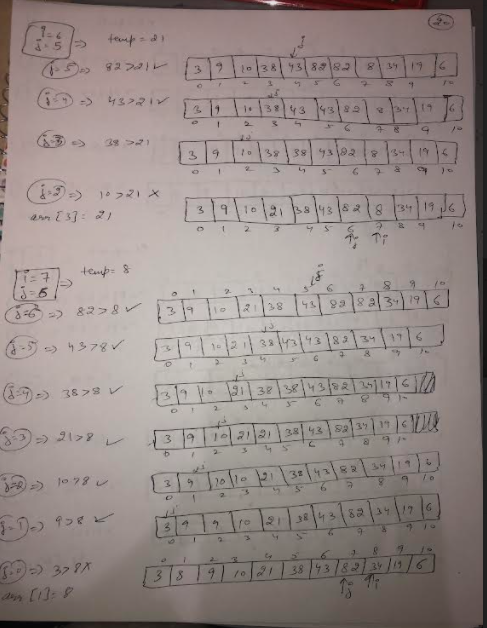 20
i=6
j=5 => temp = 21
j=5 => 82>21 ✓ 3 9 10 38 43 82 82 8 34 19 6
0 1 2 3 4 5 6 7 8 9 10
j=4 => 43>21 ✓ 3 9 10 38 43 43 82 8 34 19 6
0 1 2 3 4 5 6 7 8 9 10
j=3 => 38>21 3 9 10 38 38 43 82 8 34 19 6
0 1 2 3 4 5 6 7 8 9 10
j=2 => 10>21 × 3 9 10 21 38 43 82 8 34 19 6
arr[3] = 21 0 1 2 3 4 5 6 7 8 9 10
j i
i=7
j=6 => temp = 8
0 1 2 3 4 5 6 7 8 9 10
j=6 => 82>8 ✓ 3 9 10 21 38 43 82 82 34 19 6
j=5 => 43>8 ✓ 3 9 10 21 38 43 43 82 34 19 6
0 1 2 3 4 5 6 7 8 9 10
j=4 => 38>8 ✓ 3 9 10 21 38 38 43 82 34 19 6
0 1 2 3 4 5 6 7 8 9 10
j=3 => 21>8 ✓ 3 9 10 21 21 38 43 82 34 19 6
0 1 2 3 4 5 6 7 8 9 10
j=2 => 10>8 ✓ 3 9 10 10 21 38 43 82 34 19 6
0 1 2 3 4 5 6 7 8 9 10
j=1 => 9>8 ✓ 3 9 9 10 21 38 43 82 34 19 6
0 1 2 3 4 5 6 7 8 9 10
0 1 2 3 4 5 6 7 8 9 10
j=0 => 3>8 × 3 8 9 10 21 38 43 82 34 19 6
arr[1] = 8 j i